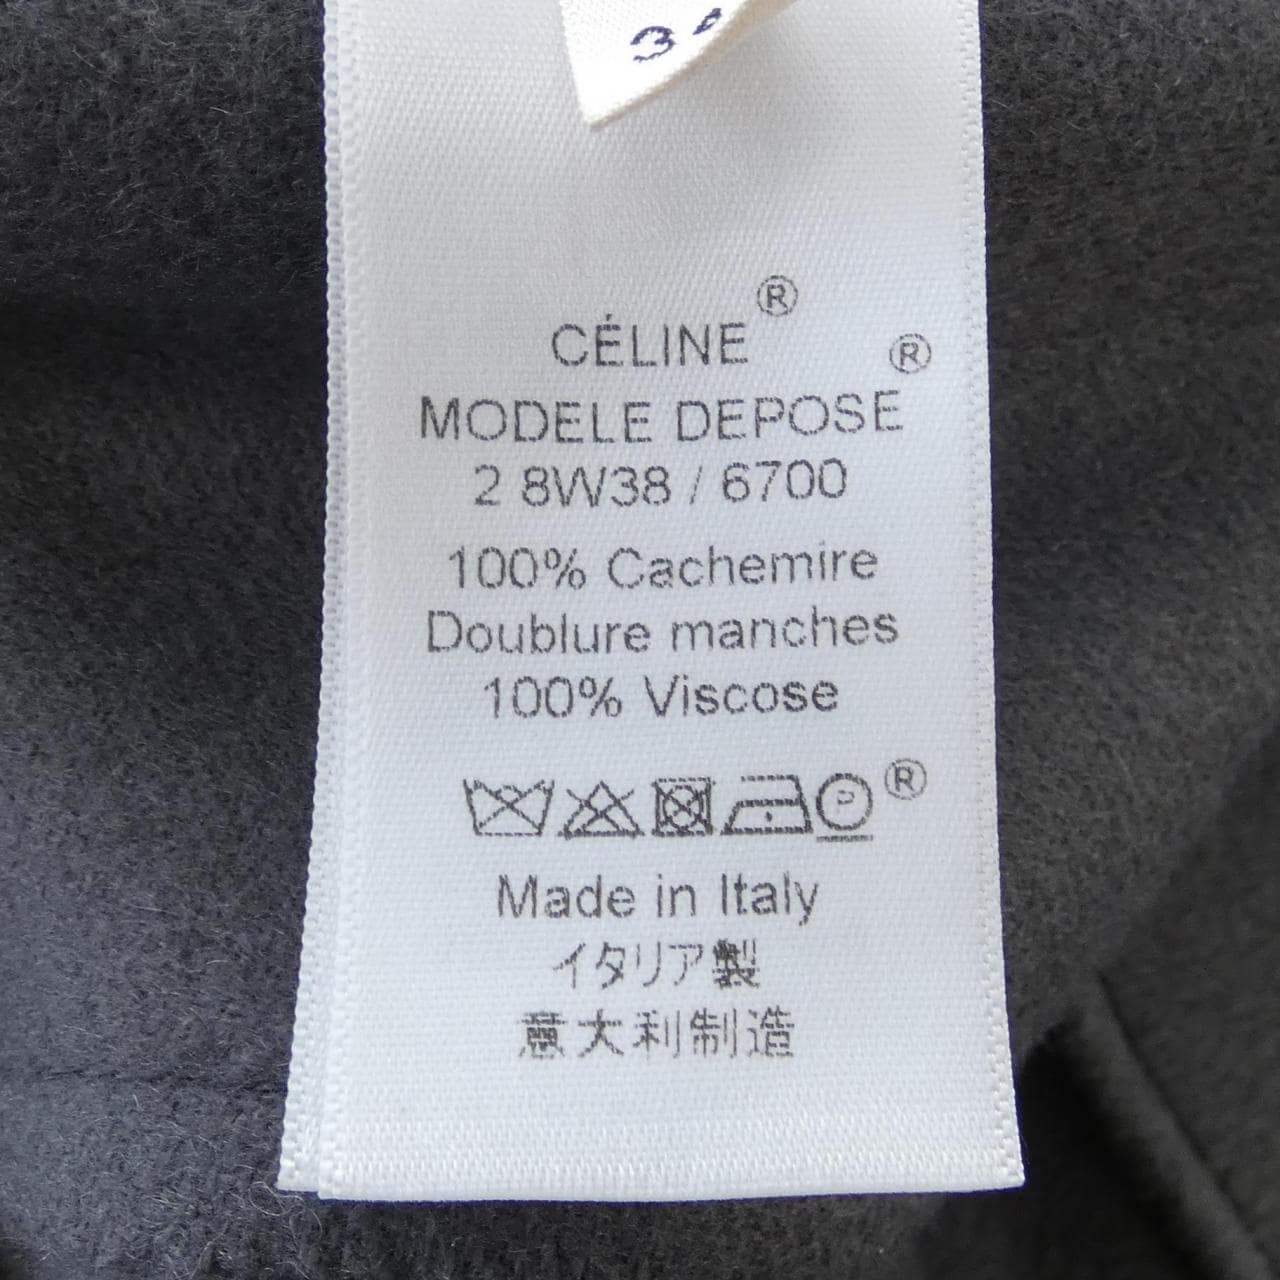 CÉLINE®
MODELE DEPOSE®
2 8W38 / 6700
100% Cachemire
Doublure manches
100% Viscose
P ®
Made in Italy
イタリア製
意大利制造